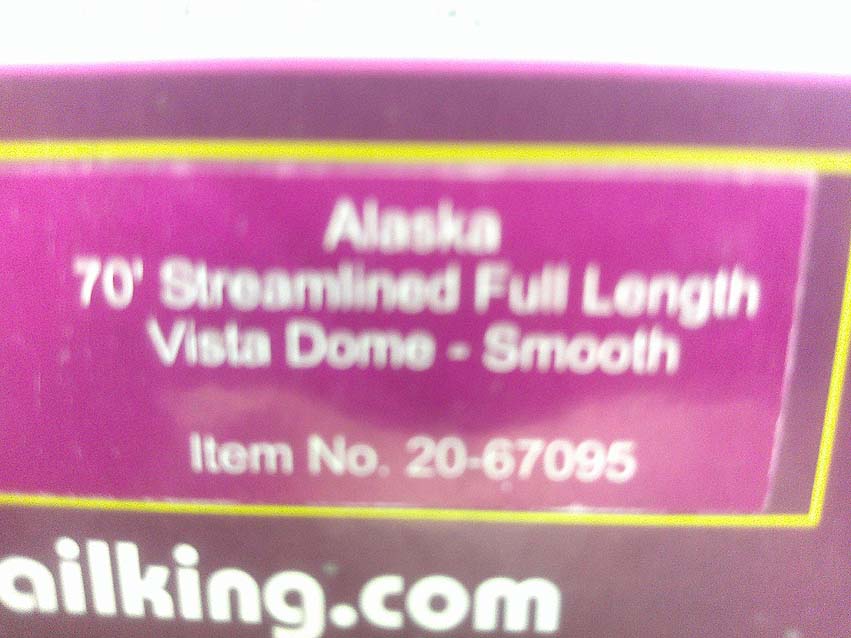 Alaska
70' Streamlined Full Length
Vista Dome - Smooth
Item No. 20-67095
ailking.com